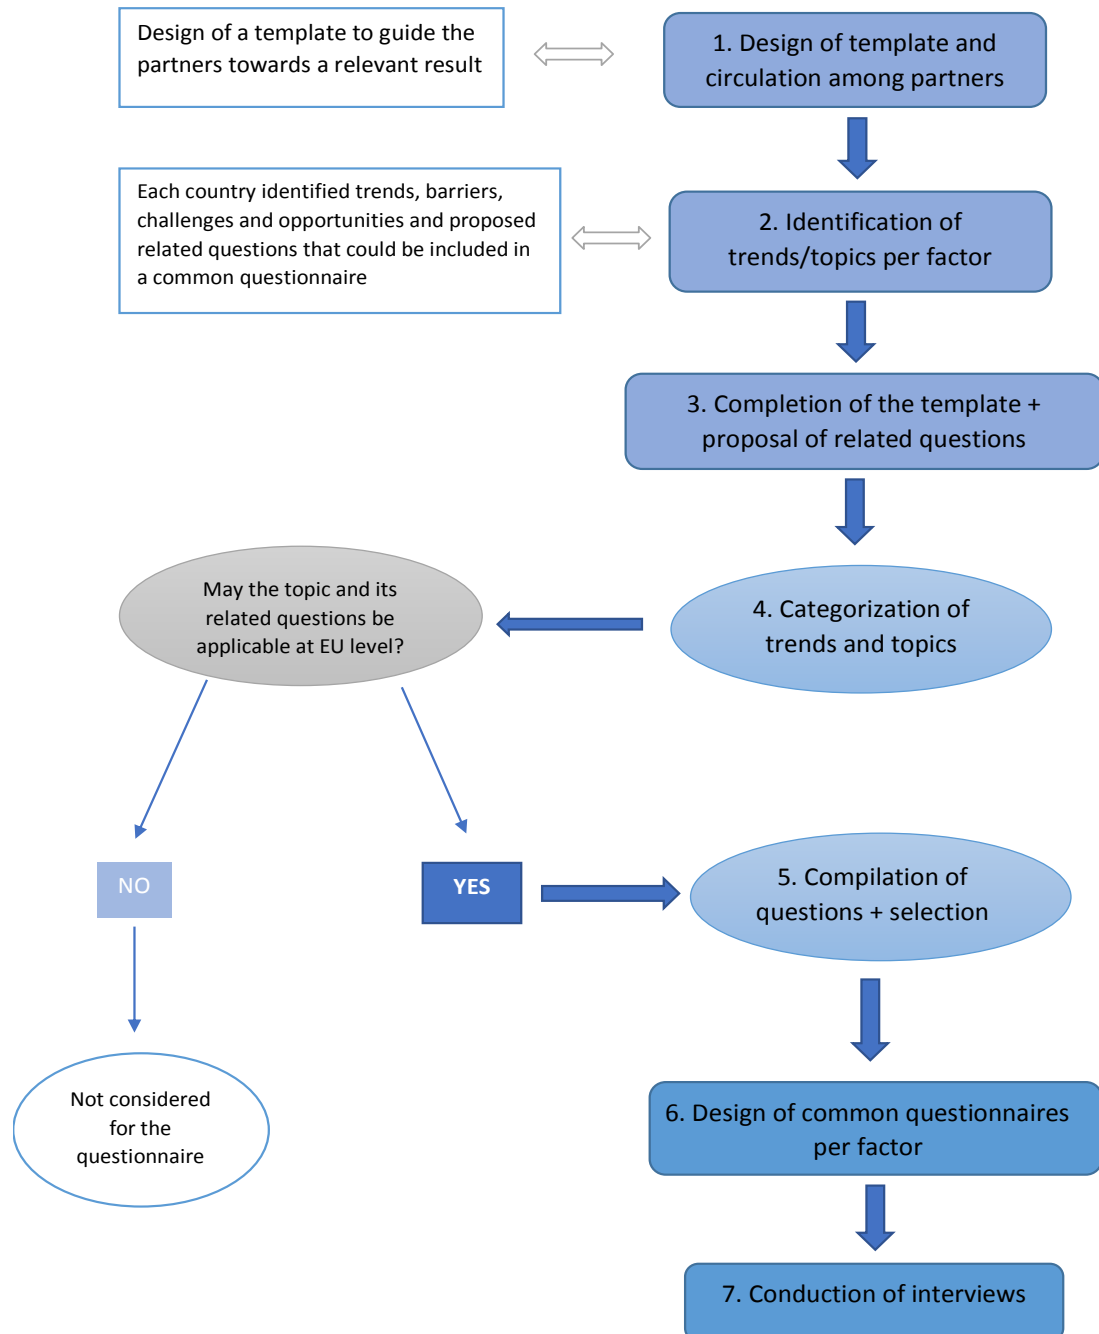 Design of a template to guide the
partners towards a relevant result
1. Design of template and
circulation among partners
Each country identified trends, barriers,
challenges and opportunities and proposed
related questions that could be included in
a common questionnaire
2. Identification of
trends/topics per factor
3. Completion of the template +
proposal of related questions
May the topic and its
related questions be
applicable at EU level?
4. Categorization of
trends and topics
NO
YES
5. Compilation of
questions + selection
Not considered
for the
questionnaire
6. Design of common questionnaires
per factor
7. Conduction of interviews